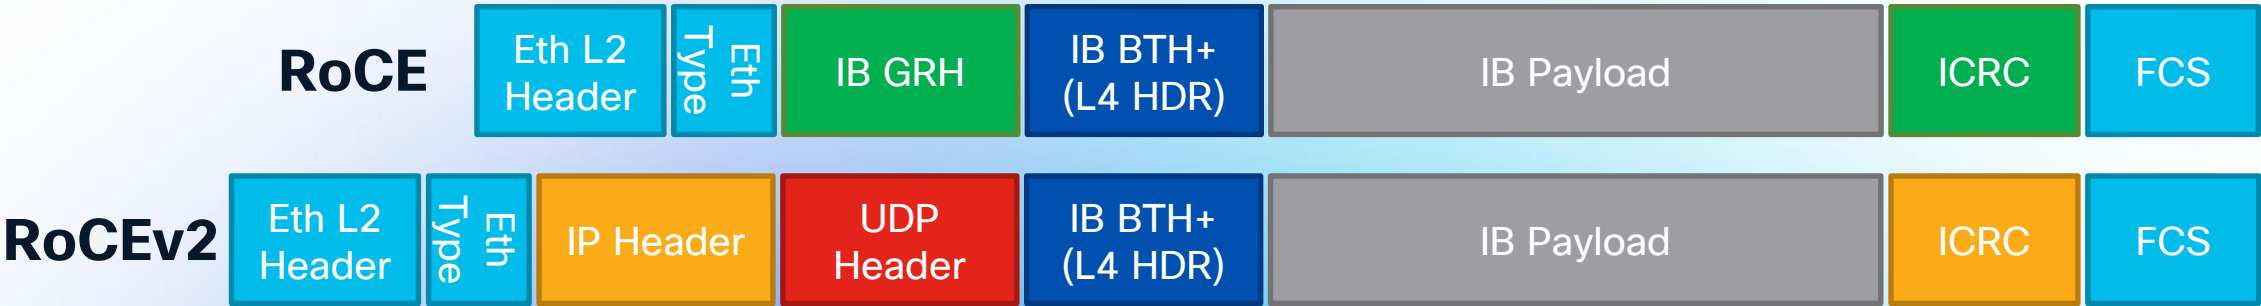 RoCE
Eth L2
Header
Eth
Type
IB GRH
IB BTH+
(L4 HDR)
IB Payload
ICRC
FCS
RoCEv2
Eth L2
Header
Eth
Type
IP Header
UDP
Header
IB BTH+
(L4 HDR)
IB Payload
ICRC
FCS